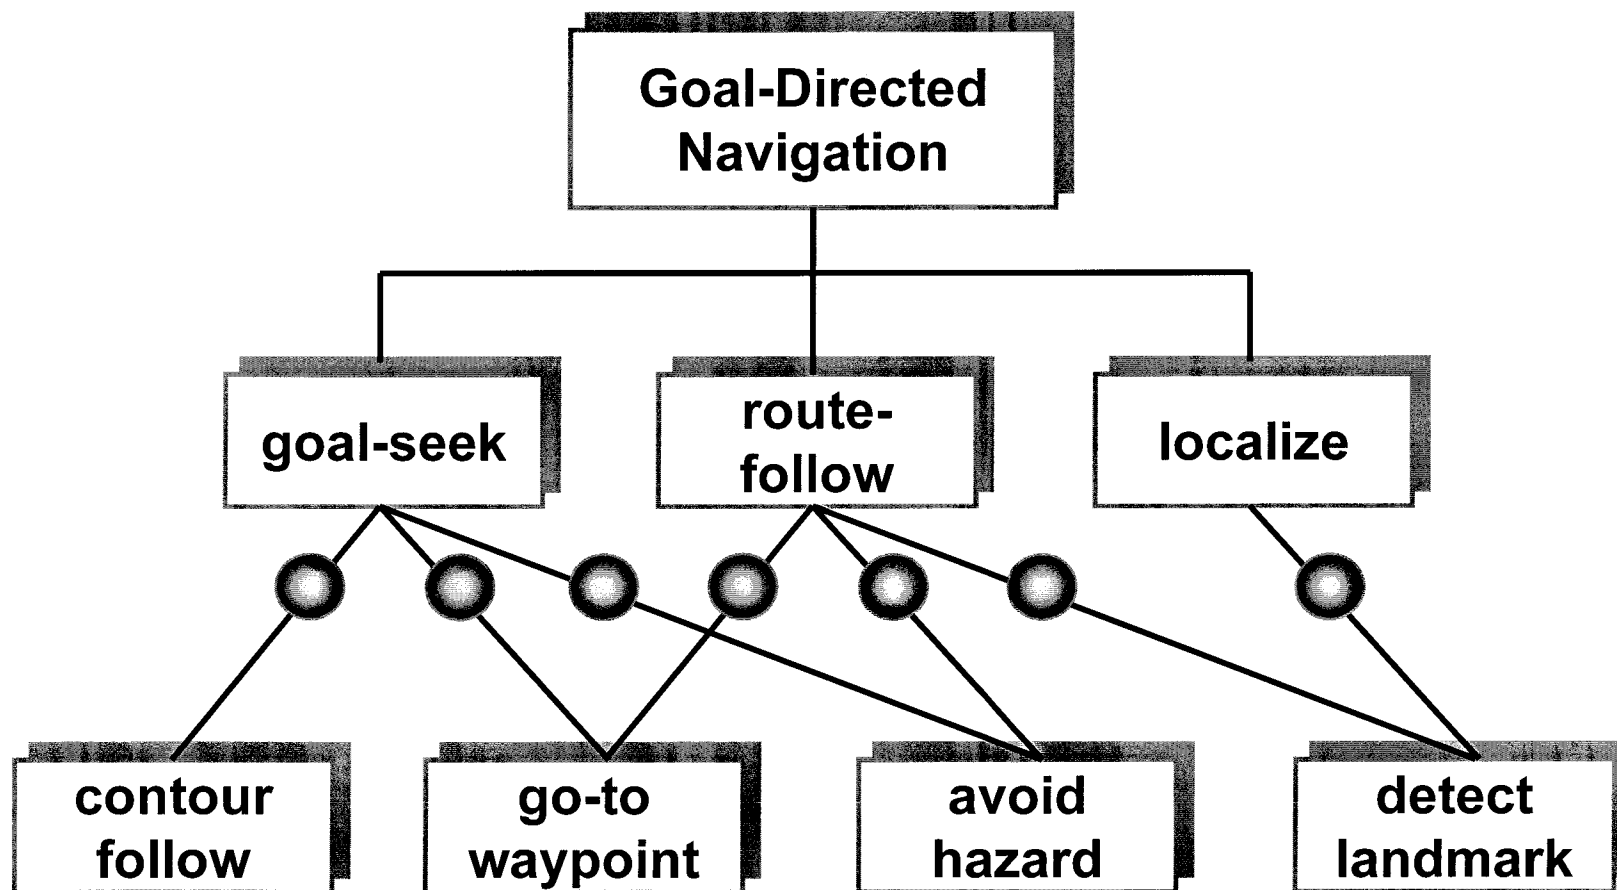 Goal-Directed
Navigation
goal-seek
route-
follow
localize
contour
follow
go-to
waypoint
avoid
hazard
detect
landmark